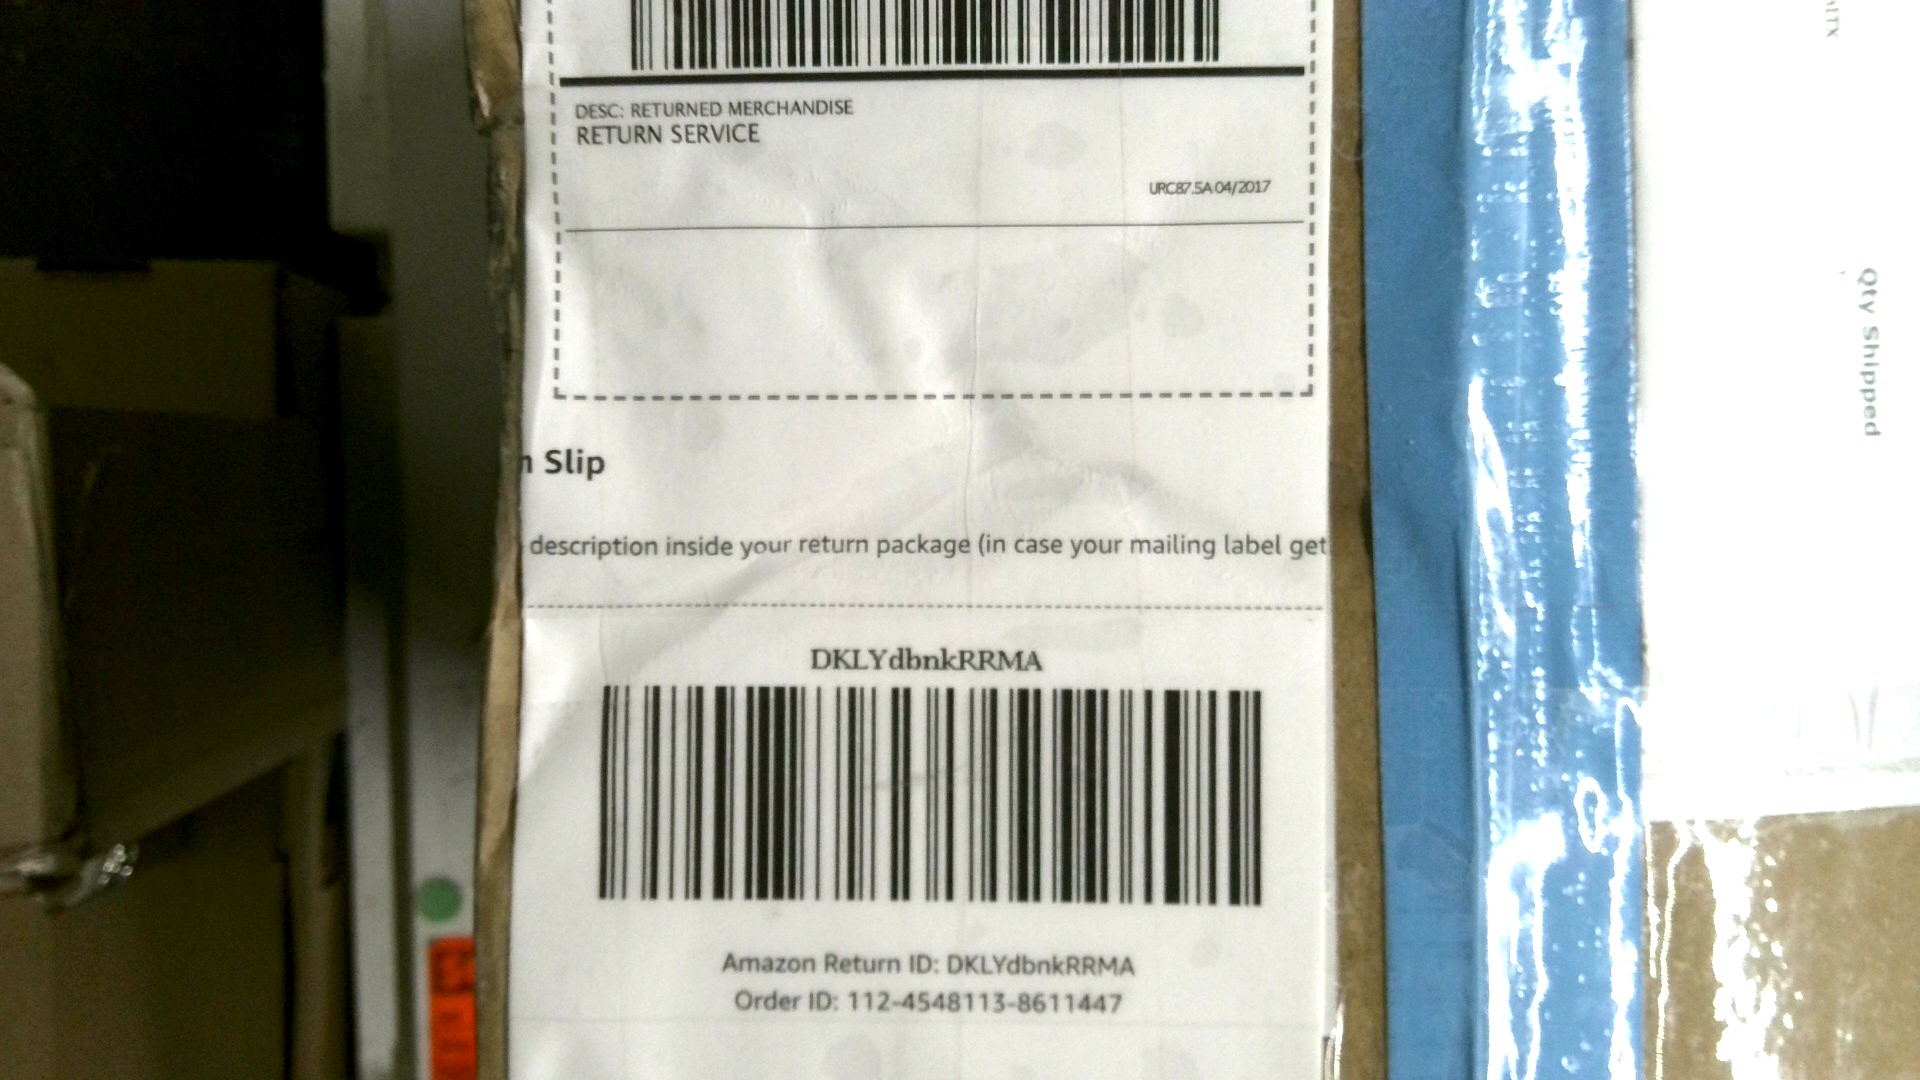 DESC: RETURNED MERCHANDISE
RETURN SERVICE
URC87.5A 04/2017
Slip
description inside your return package (in case your mailing label get
DKLYdbnkRRMA
Amazon Return ID: DKLYdbnkRRMA
Order ID: 112-4548113-8611447
Qty Shipped